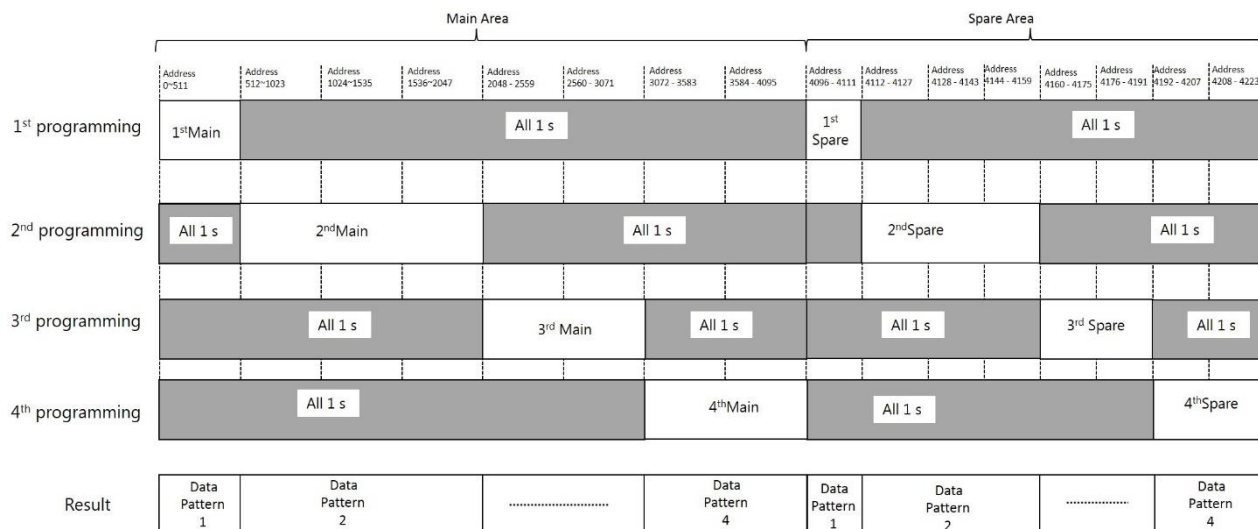 Main Area
Spare Area
Address
0~511
Address
512~1023
Address
1024~1535
Address
1536~2047
Address
2048 - 2559
Address
2560 - 3071
Address
3072 - 3583
Address
3584 - 4095
Address
4096 - 4111
Address
4112 - 4127
Address
4128 - 4143
Address
4144 - 4159
Address
4160 - 4175
Address
4176 - 4191
Address
4192 - 4207
Address
4208 - 4223
1st programming
1stMain
All 1 s
1st
Spare
All 1 s
2nd programming
All 1 s
2ndMain
All 1 s
2ndSpare
All 1 s
3rd programming
All 1 s
3rd Main
All 1 s
All 1 s
3rd Spare
All 1 s
4th programming
All 1 s
4thMain
All 1 s
4thSpare
Result
Data
Pattern
1
Data
Pattern
2
....................
Data
Pattern
4
Data
Pattern
1
Data
Pattern
2
............
Data
Pattern
4